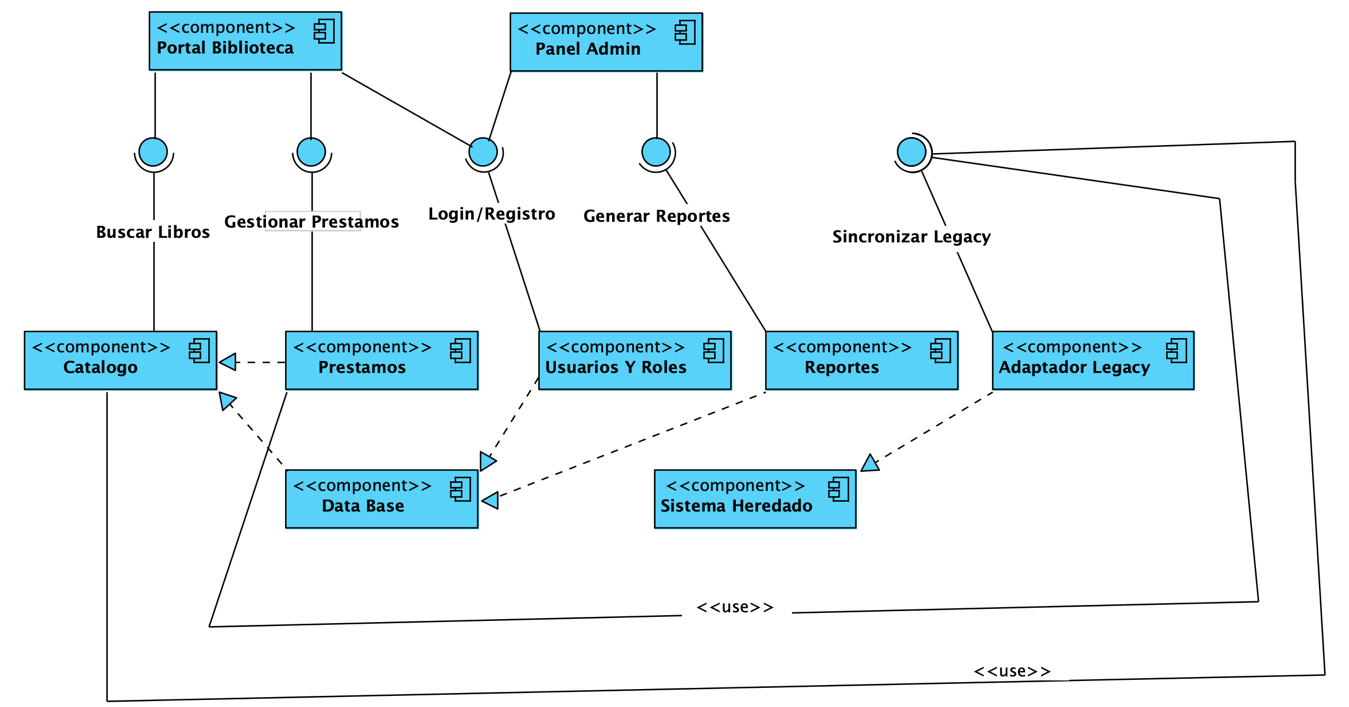 <<component>>
Portal Biblioteca
<<component>>
Panel Admin
Buscar Libros
Gestionar Prestamos
Login/Registro
Generar Reportes
Sincronizar Legacy
<<component>>
Catalogo
<<component>>
Prestamos
<<component>>
Usuarios Y Roles
<<component>>
Reportes
<<component>>
Adaptador Legacy
<<component>>
Data Base
<<component>>
Sistema Heredado
<<use>>
<<use>>